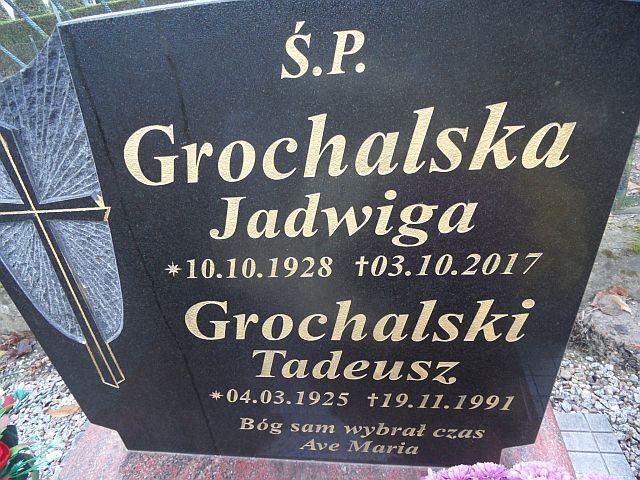 Ś.P.
Grochalska
Jadwiga
*10.10.1928 †03.10.2017
Grochalski
Tadeusz
*04.03.1925 †19.11.1991
Bóg sam wybrał czas
Ave Maria